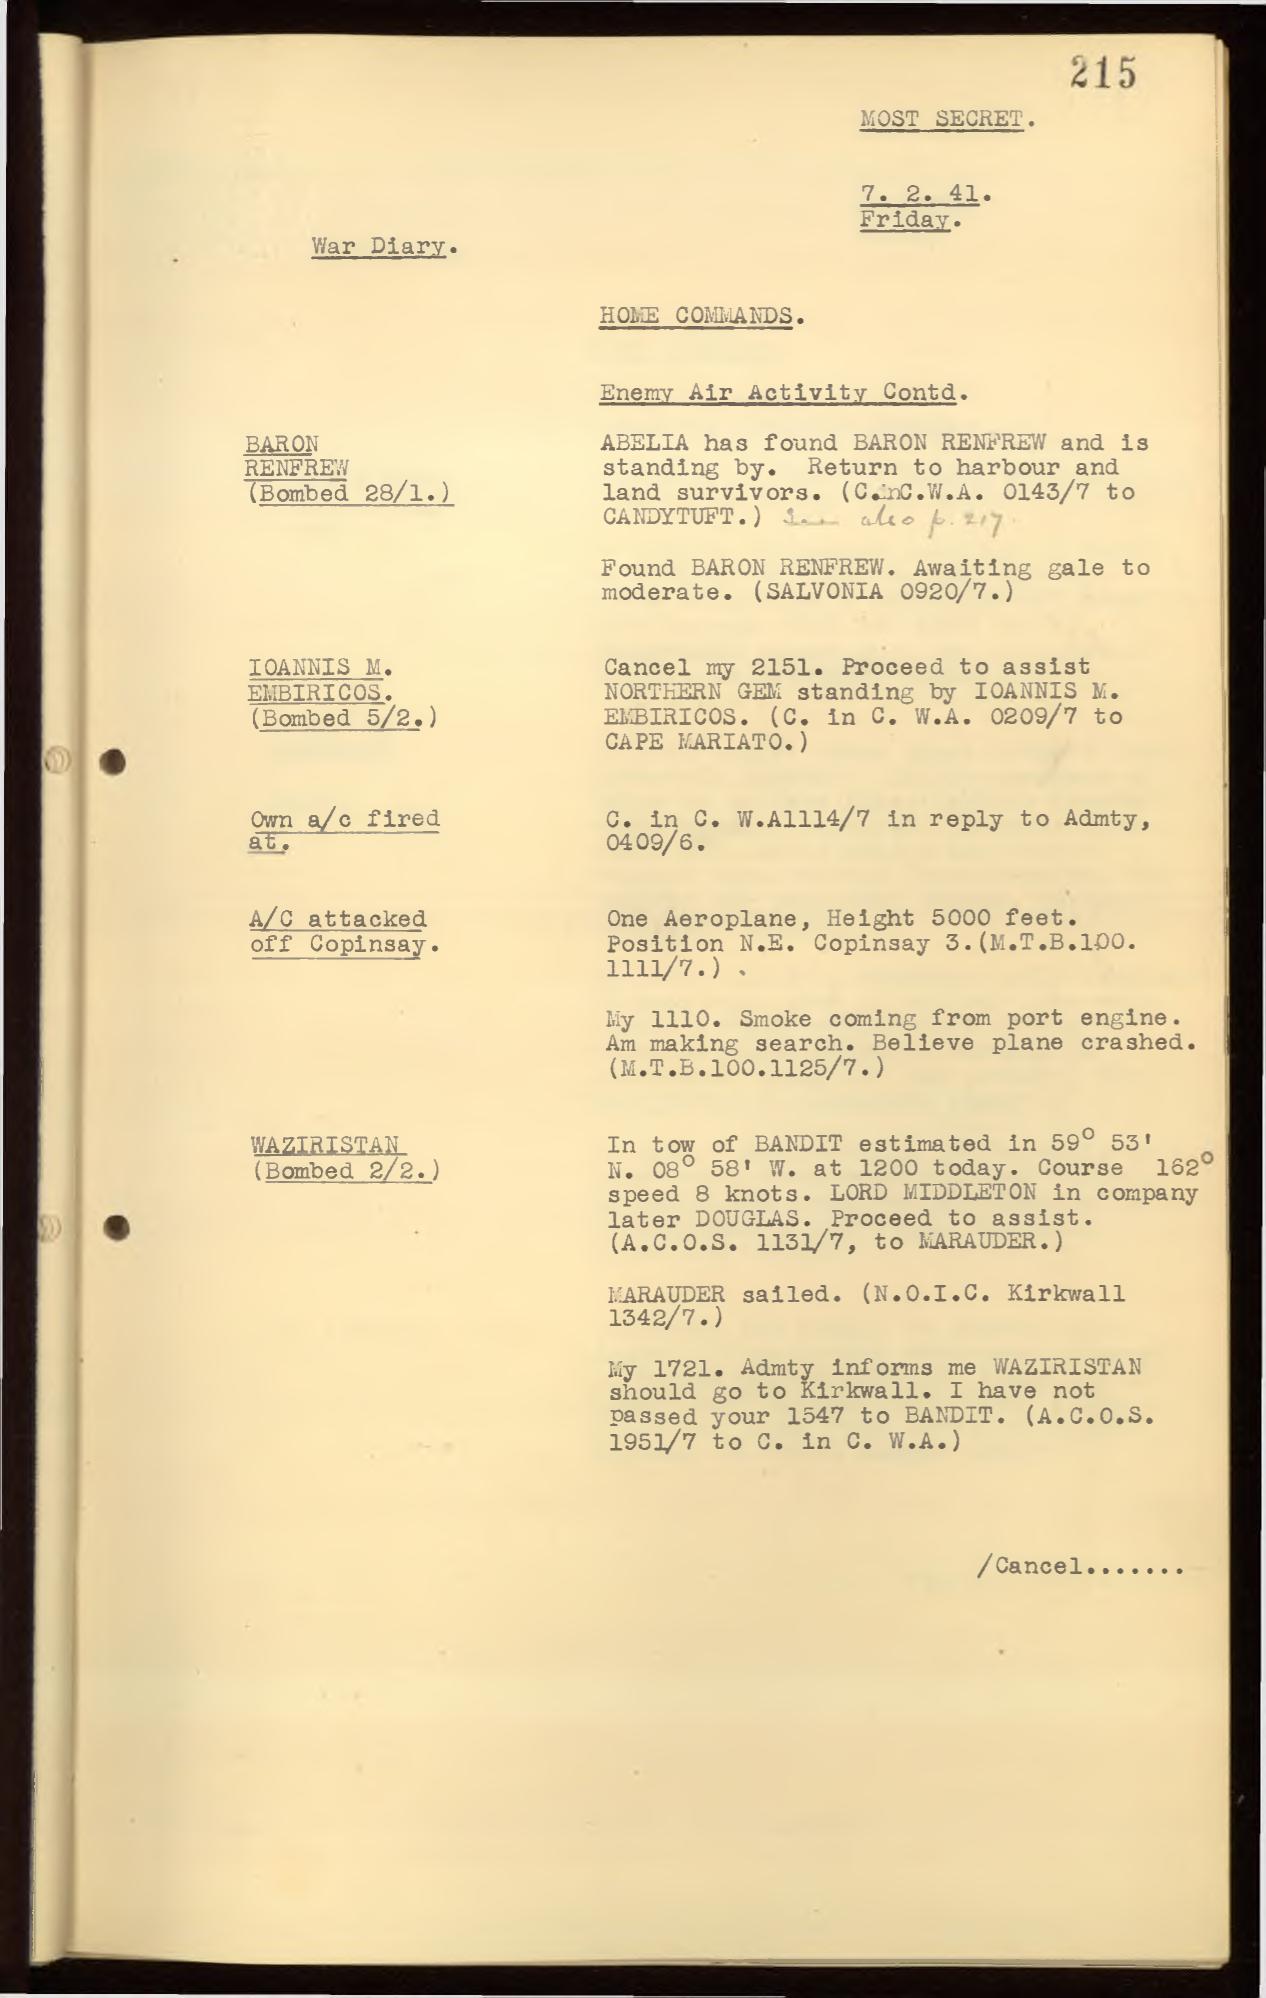 215
MOST SECRET.
7. 2. 41.
Friday.
War Diary.
HOME COMMANDS.
Enemy Air Activity Contd.
BARON
RENFREW
(Bombed 28/1.)
ABELIA has found BARON RENFREW and is
standing by. Return to harbour and
land survivors. (C.inC.W.A. 0143/7 to
CANDYTUFT.) See also p. 217.
Found BARON RENFREW. Awaiting gale to
moderate. (SALVONIA 0920/7.)
IOANNIS M.
EMBIRICOS.
(Bombed 5/2.)
Cancel my 2151. Proceed to assist
NORTHERN GEM standing by IOANNIS M.
EMBIRICOS. (C. in C. W.A. 0209/7 to
CAPE MARIATO.)
Own a/c fired
at.
C. in C. W.A1114/7 in reply to Admty,
0409/6.
A/C attacked
off Copinsay.
One Aeroplane, Height 5000 feet.
Position N.E. Copinsay 3.(M.T.B.100.
1111/7.)
My 1110. Smoke coming from port engine.
Am making search. Believe plane crashed.
(M.T.B.100.1125/7.)
WAZIRISTAN
(Bombed 2/2.)
In tow of BANDIT estimated in 59° 53'
N. 08° 58' W. at 1200 today. Course 162°
speed 8 knots. LORD MIDDLETON in company
later DOUGLAS. Proceed to assist.
(A.C.O.S. 1131/7, to MARAUDER.)
MARAUDER sailed. (N.O.I.C. Kirkwall
1342/7.)
My 1721. Admty informs me WAZIRISTAN
should go to Kirkwall. I have not
passed your 1547 to BANDIT. (A.C.O.S.
1951/7 to C. in C. W.A.)
/Cancel.......